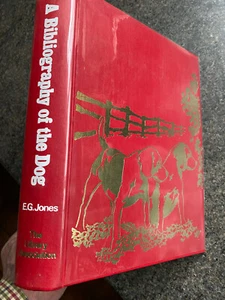 A Bibliography of the Dog
E.G.Jones
The
Library
Association